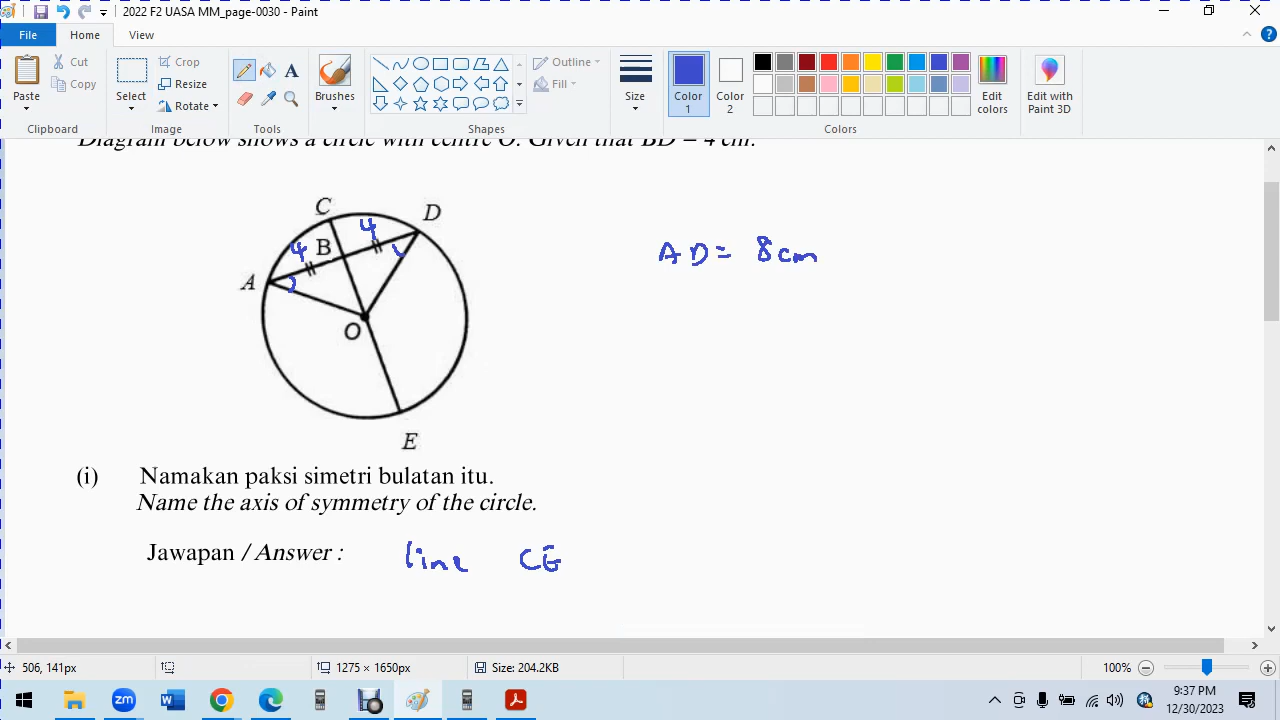 2022 F2 UASA MM_page-0030 - Paint
File Home View
Paste Cut Copy Clipboard
Select Crop Resize Rotate Image
A Tools
Brushes
Outline Fill Shapes
Size
Color 1 Color 2 Edit colors Colors
Edit with Paint 3D
Diagram below shows a circle with centre O. Given that BD = 4 cm.
C D
4 4
B
A
O
E
AD = 8cm
(i) Namakan paksi simetri bulatan itu.
Name the axis of symmetry of the circle.
Jawapan / Answer : line CE
506, 141px 1275 × 1650px Size: 204.2KB 100%
9:37 PM
12/30/2023